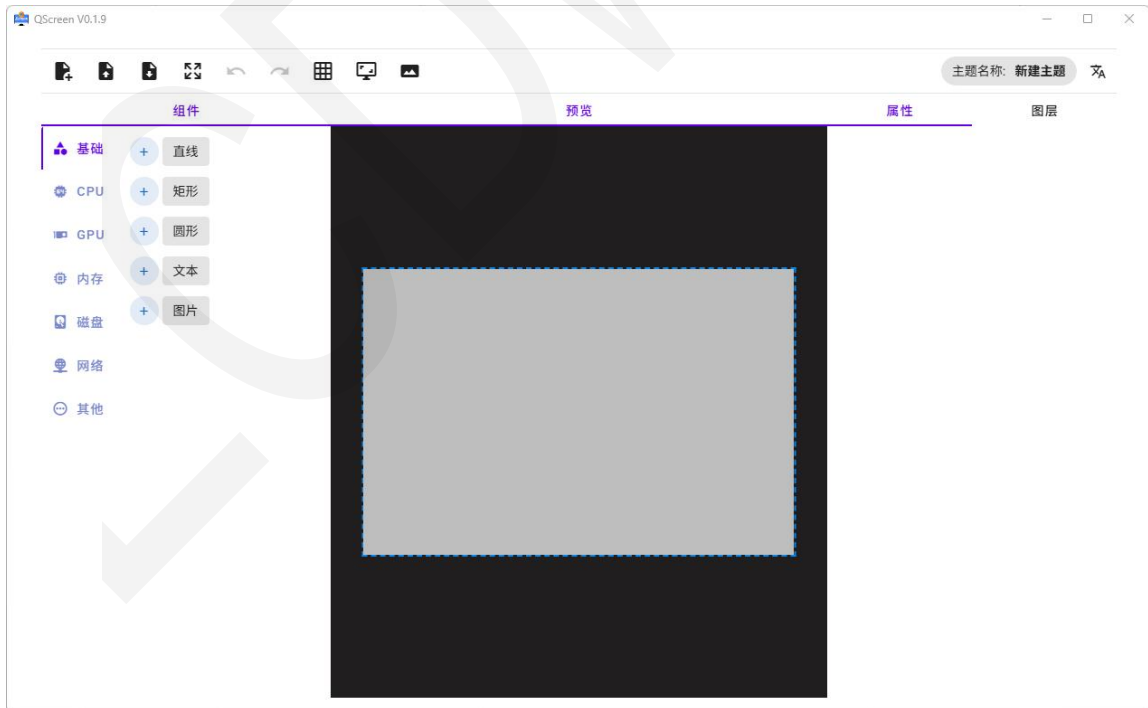 QScreen V0.1.9
主题名称: 新建主题
组件 预览 属性 图层
基础
CPU
GPU
内存
磁盘
网络
其他
+ 直线
+ 矩形
+ 圆形
+ 文本
+ 图片